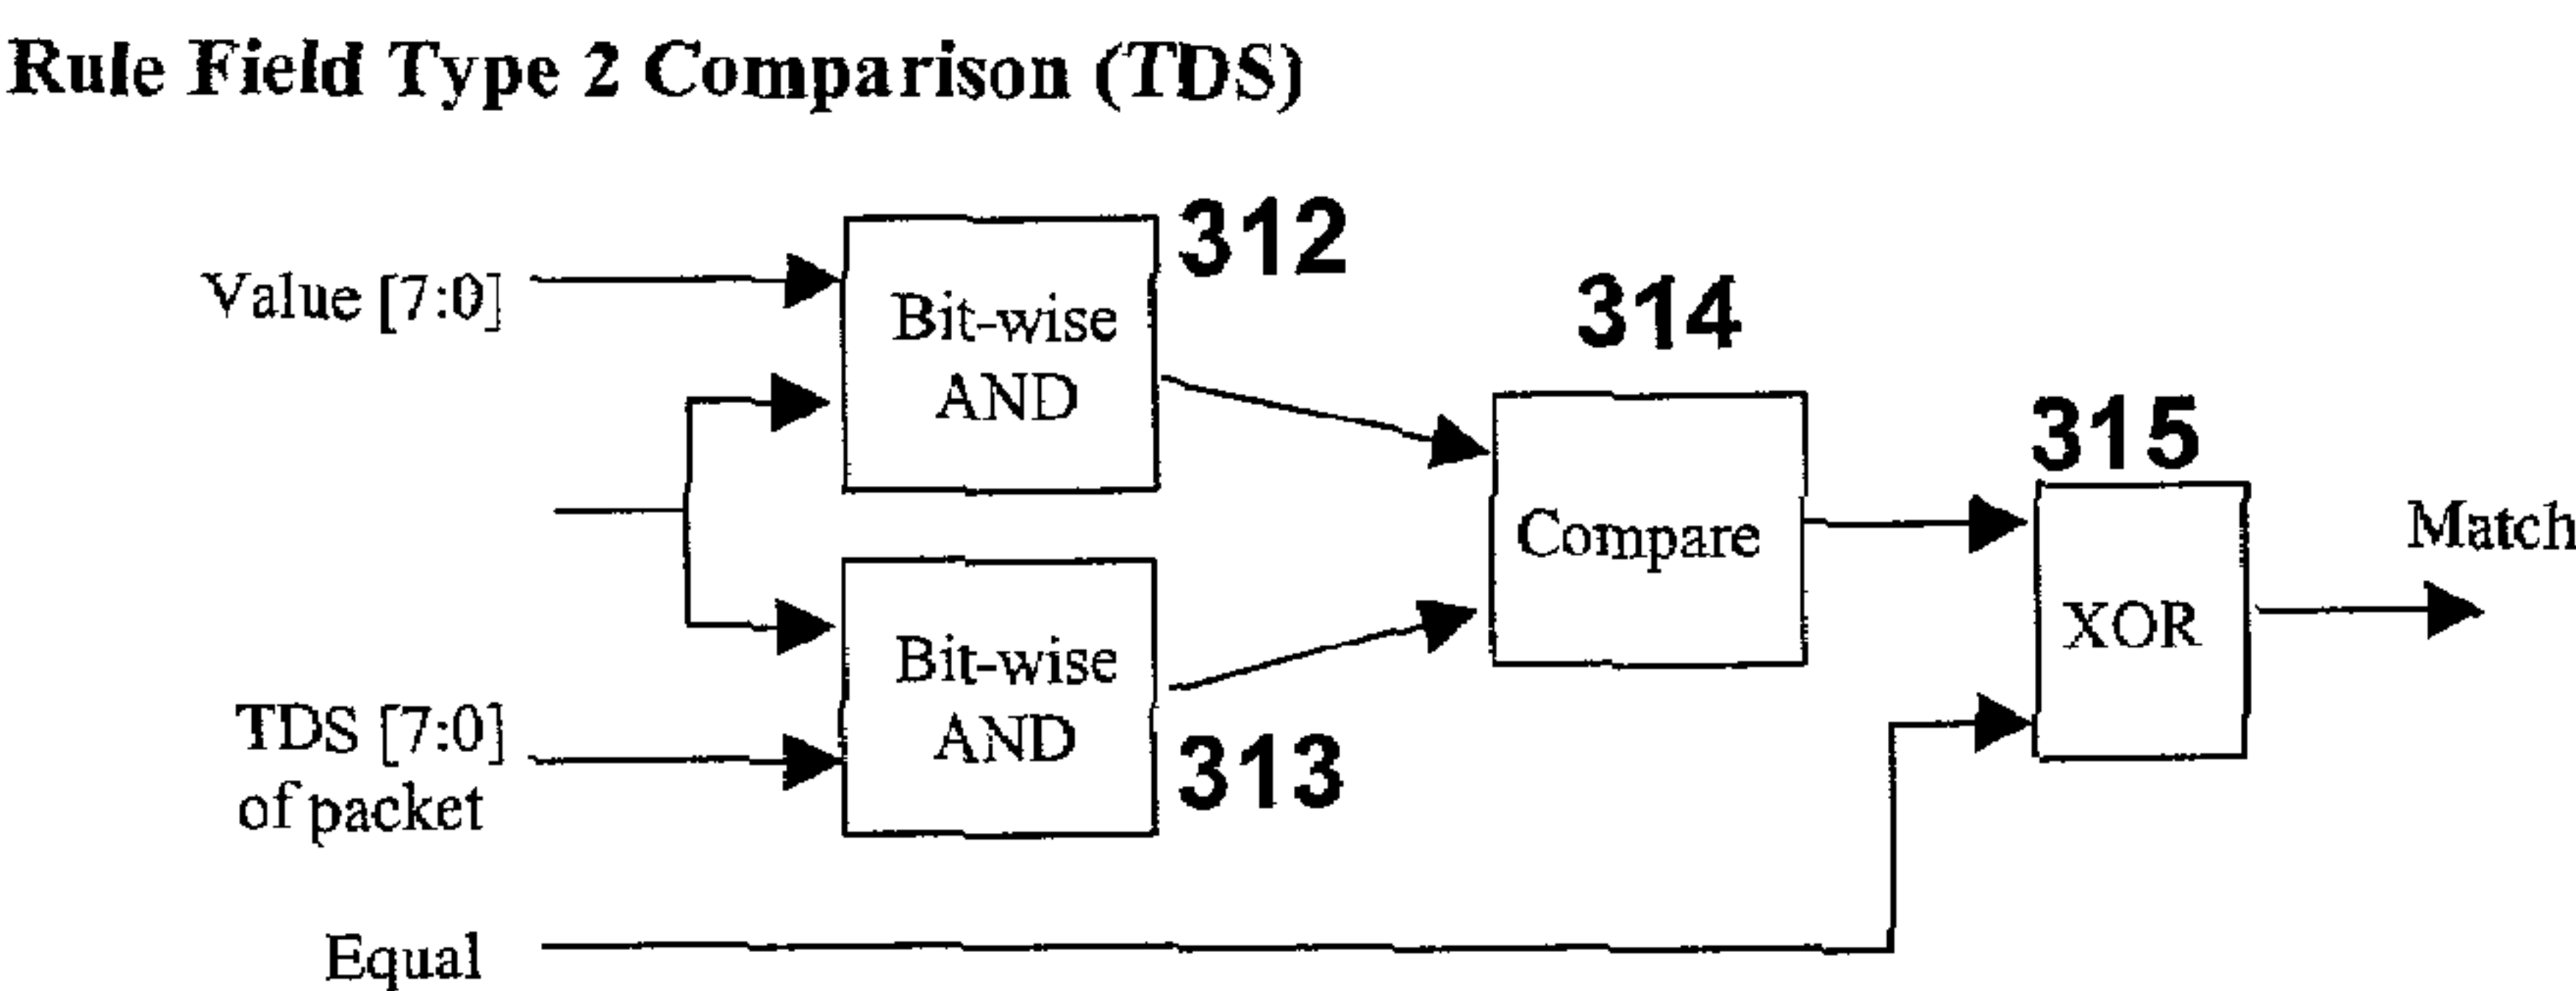 Rule Field Type 2 Comparison (TDS)
312
Value [7:0]
Bit-wise
AND
314
Compare
315
XOR
Match
Bit-wise
AND
313
TDS [7:0]
of packet
Equal